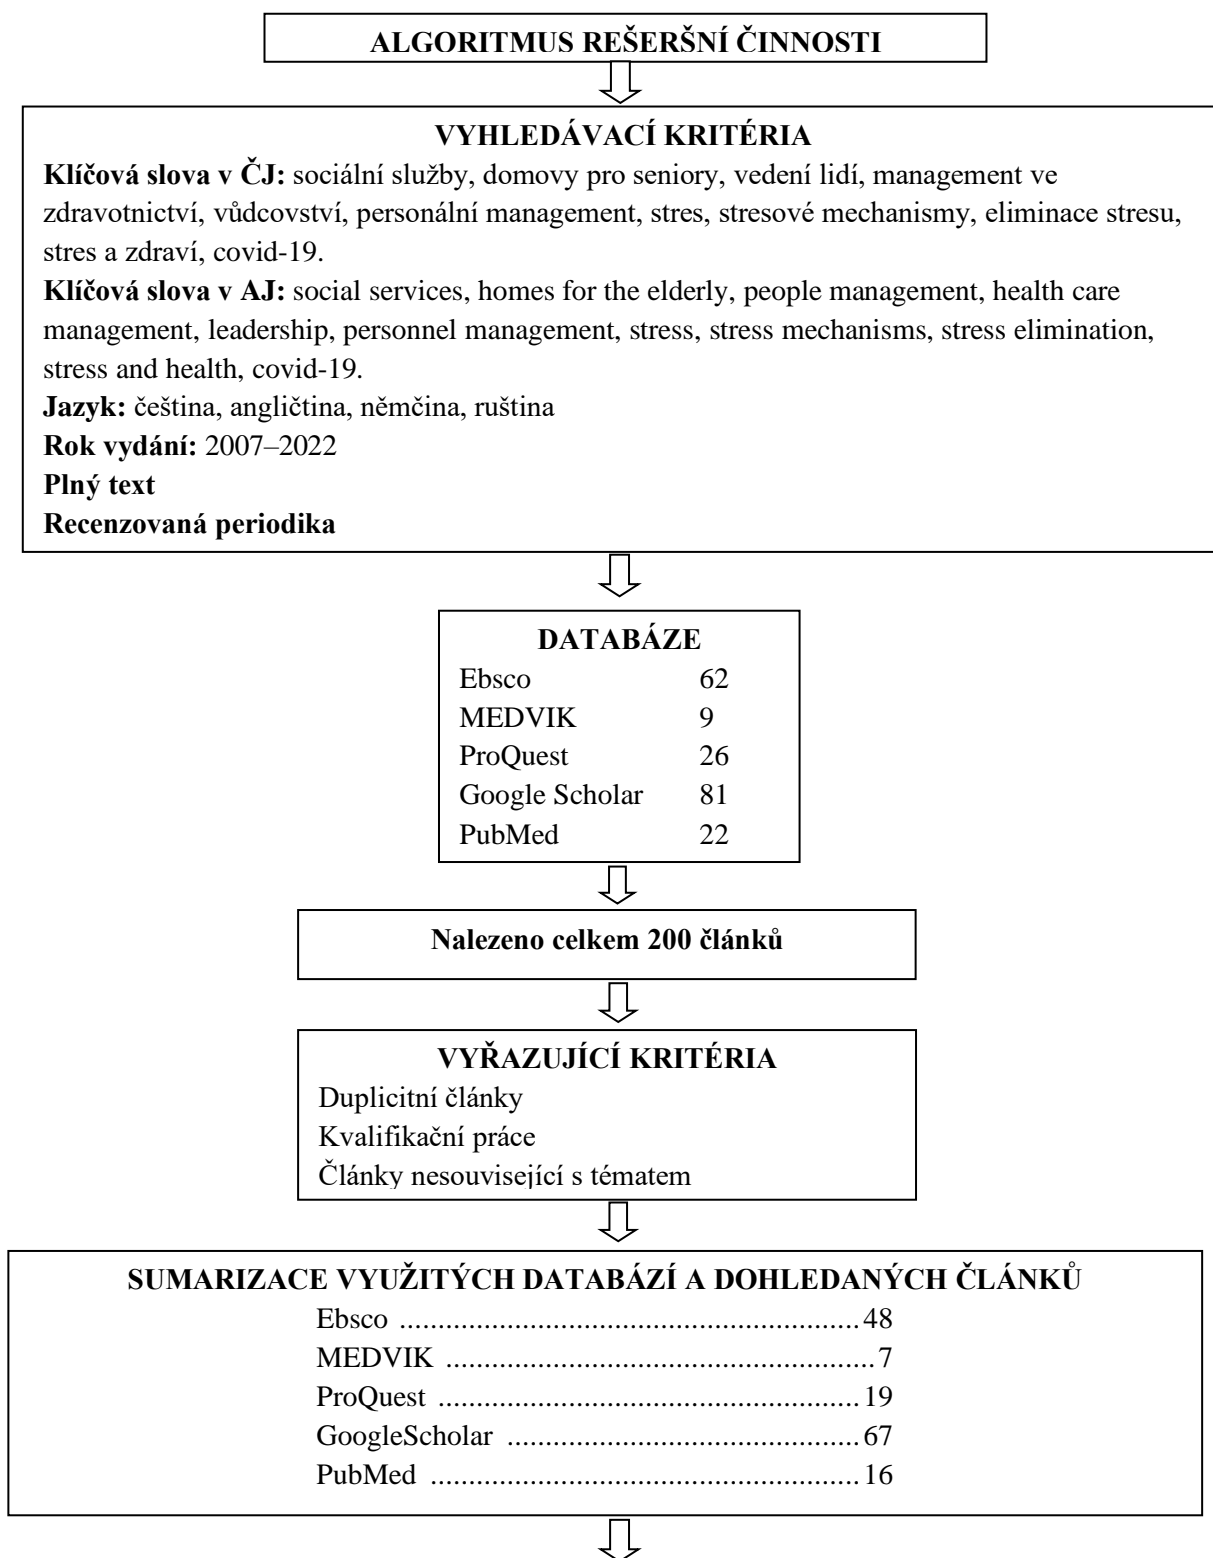 ALGORITMUS REŠERŠNÍ ČINNOSTI
VYHLEDÁVACÍ KRITÉRIA
Klíčová slova v ČJ: sociální služby, domovy pro seniory, vedení lidí, management ve
zdravotnictví, vůdcovství, personální management, stres, stresové mechanismy, eliminace stresu,
stres a zdraví, covid-19.
Klíčová slova v AJ: social services, homes for the elderly, people management, health care
management, leadership, personnel management, stress, stress mechanisms, stress elimination,
stress and health, covid-19.
Jazyk: čeština, angličtina, němčina, ruština
Rok vydání: 2007–2022
Plný text
Recenzovaná periodika
DATABÁZE
Ebsco 62
MEDVIK 9
ProQuest 26
Google Scholar 81
PubMed 22
Nalezeno celkem 200 článků
VYŘAZUJÍCÍ KRITÉRIA
Duplicitní články
Kvalifikační práce
Články nesouvisející s tématem
SUMARIZACE VYUŽITÝCH DATABÁZÍ A DOHLEDANÝCH ČLÁNKŮ
Ebsco .............................................................48
MEDVIK .........................................................7
ProQuest ........................................................19
GoogleScholar ...............................................67
PubMed .........................................................16